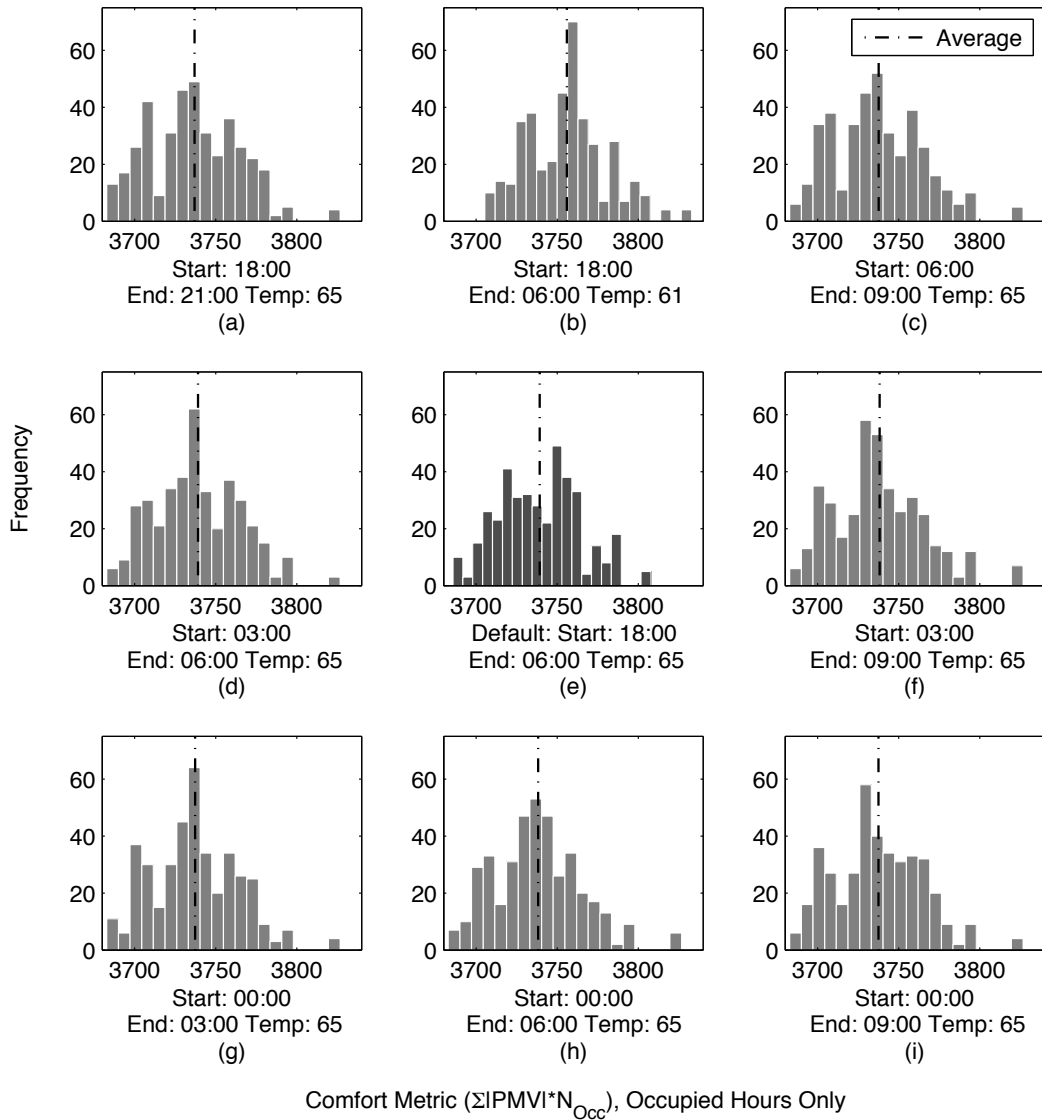 Average
60
40
20
0
3700 3750 3800
Start: 18:00
End: 21:00 Temp: 65
(a)
60
40
20
0
3700 3750 3800
Start: 18:00
End: 06:00 Temp: 61
(b)
60
40
20
0
3700 3750 3800
Start: 06:00
End: 09:00 Temp: 65
(c)
Frequency
60
40
20
0
3700 3750 3800
Start: 03:00
End: 06:00 Temp: 65
(d)
60
40
20
0
3700 3750 3800
Default: Start: 18:00
End: 06:00 Temp: 65
(e)
60
40
20
0
3700 3750 3800
Start: 03:00
End: 09:00 Temp: 65
(f)
60
40
20
0
3700 3750 3800
Start: 00:00
End: 03:00 Temp: 65
(g)
60
40
20
0
3700 3750 3800
Start: 00:00
End: 06:00 Temp: 65
(h)
60
40
20
0
3700 3750 3800
Start: 00:00
End: 09:00 Temp: 65
(i)
Comfort Metric (Σ|PMV|*N_Occ), Occupied Hours Only